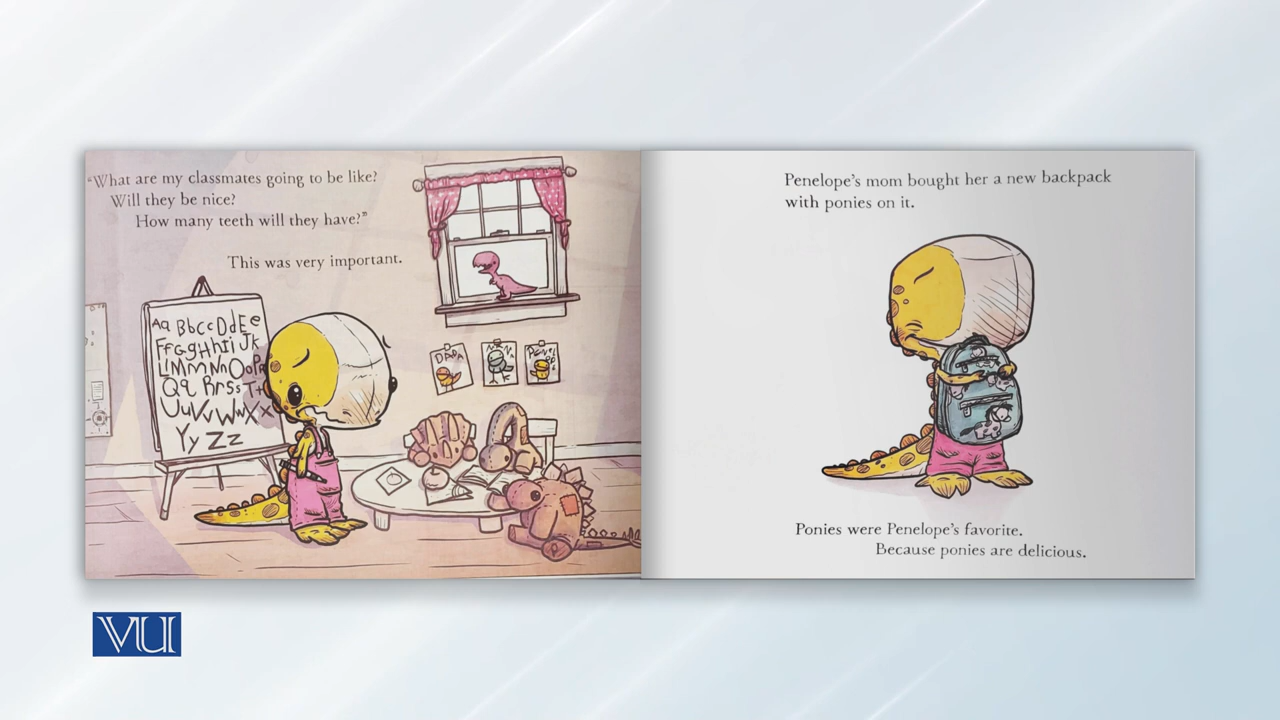 “What are my classmates going to be like?
Will they be nice?
How many teeth will they have?”
This was very important.
Aa Bb Cc Dd Ee
Ff Gg Hh Ii Jk
Ll Mm Nn Oo Pp
Qq Rr Ss T+
Uu Vv Ww Xx
Yy Zz
Penelope’s mom bought her a new backpack
with ponies on it.
Ponies were Penelope’s favorite.
Because ponies are delicious.
VU